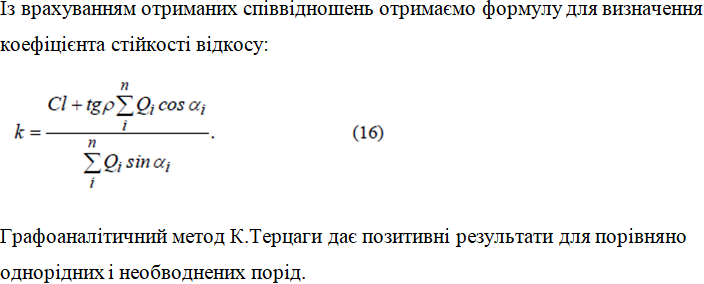 Із врахуванням отриманих співвідношень отримаємо формулу для визначення
коефіцієнта стійкості відкосу:
k = \frac{Cl + tg\rho \sum_{i}^{n} Q_i cos \alpha_i}{\sum_{i}^{n} Q_i sin \alpha_i}. (16)
Графоаналітичний метод К.Терцаги дає позитивні результати для порівняно
однорідних і необводнених порід.